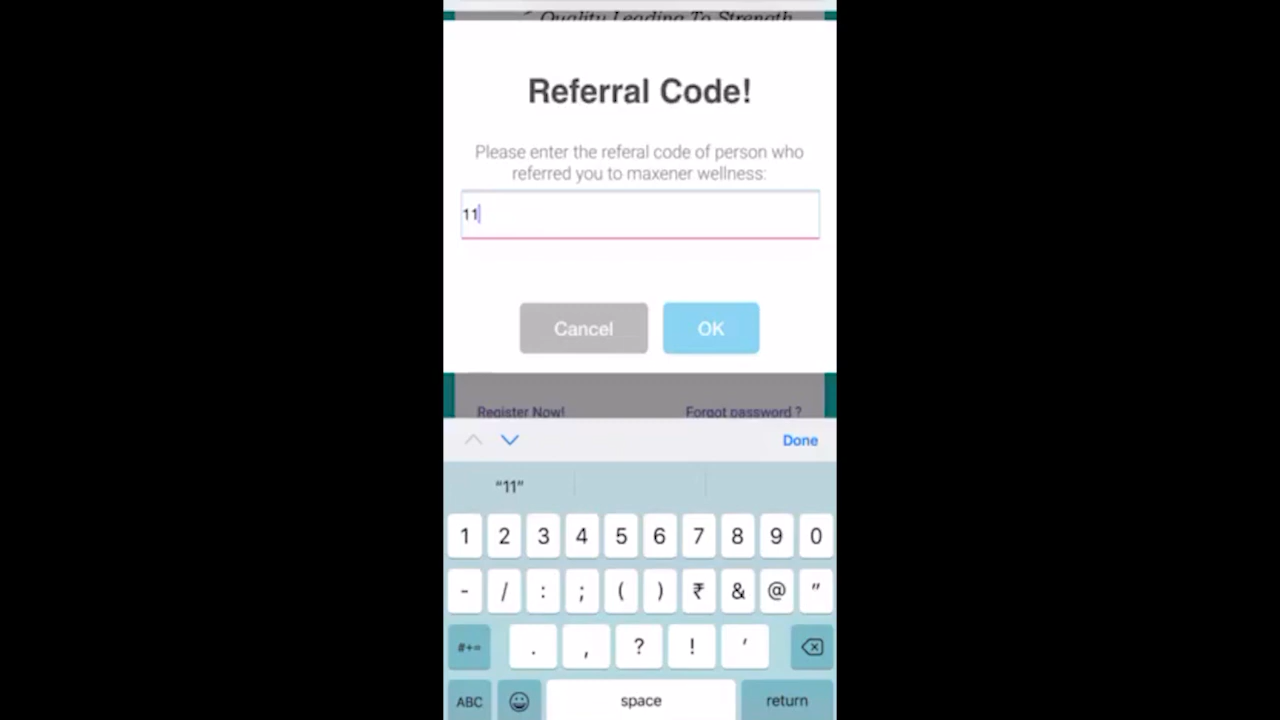 Quality Leading To Strength
Referral Code!
Please enter the referal code of person who
referred you to maxener wellness:
11
Cancel OK
Register Now! Forgot password ?
Done
“11”
1 2 3 4 5 6 7 8 9 0
- / : ; ( ) ₹ & @ "
#+= . , ? ! '
ABC space return